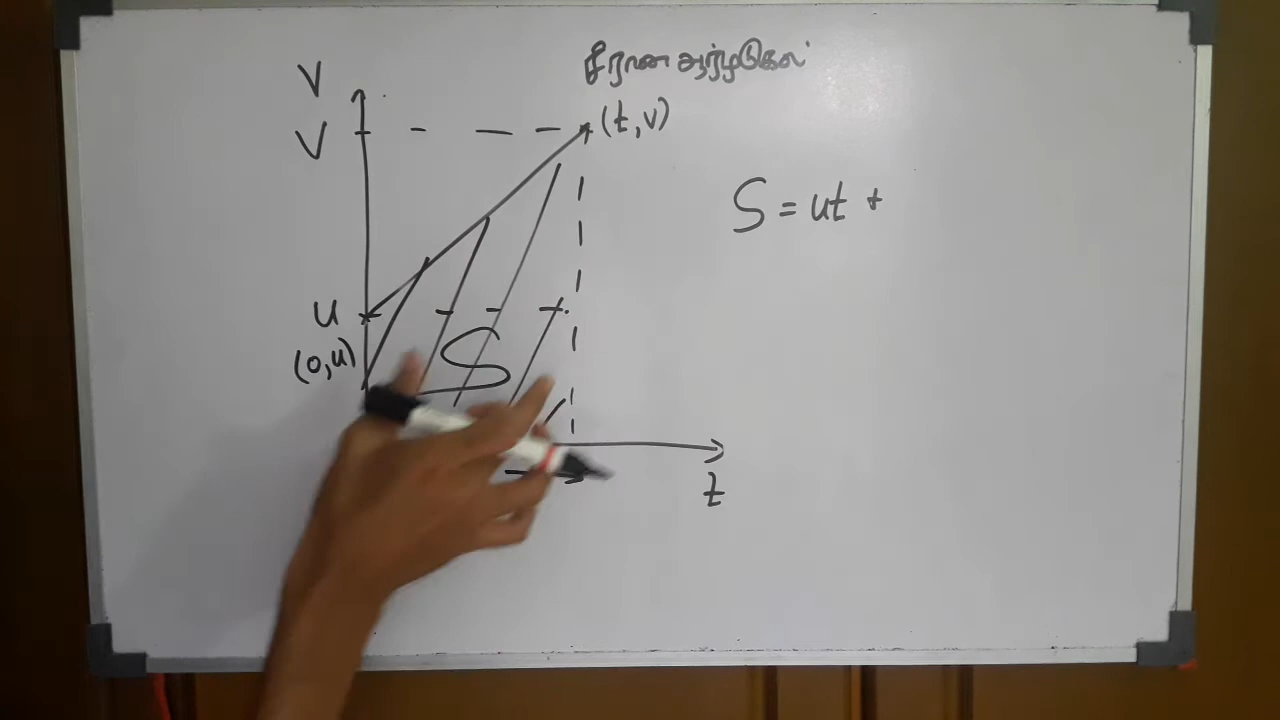 சீரான ஆர்முடுகல்
V
V
(t,v)
S = ut +
U
(0,u)
S
t